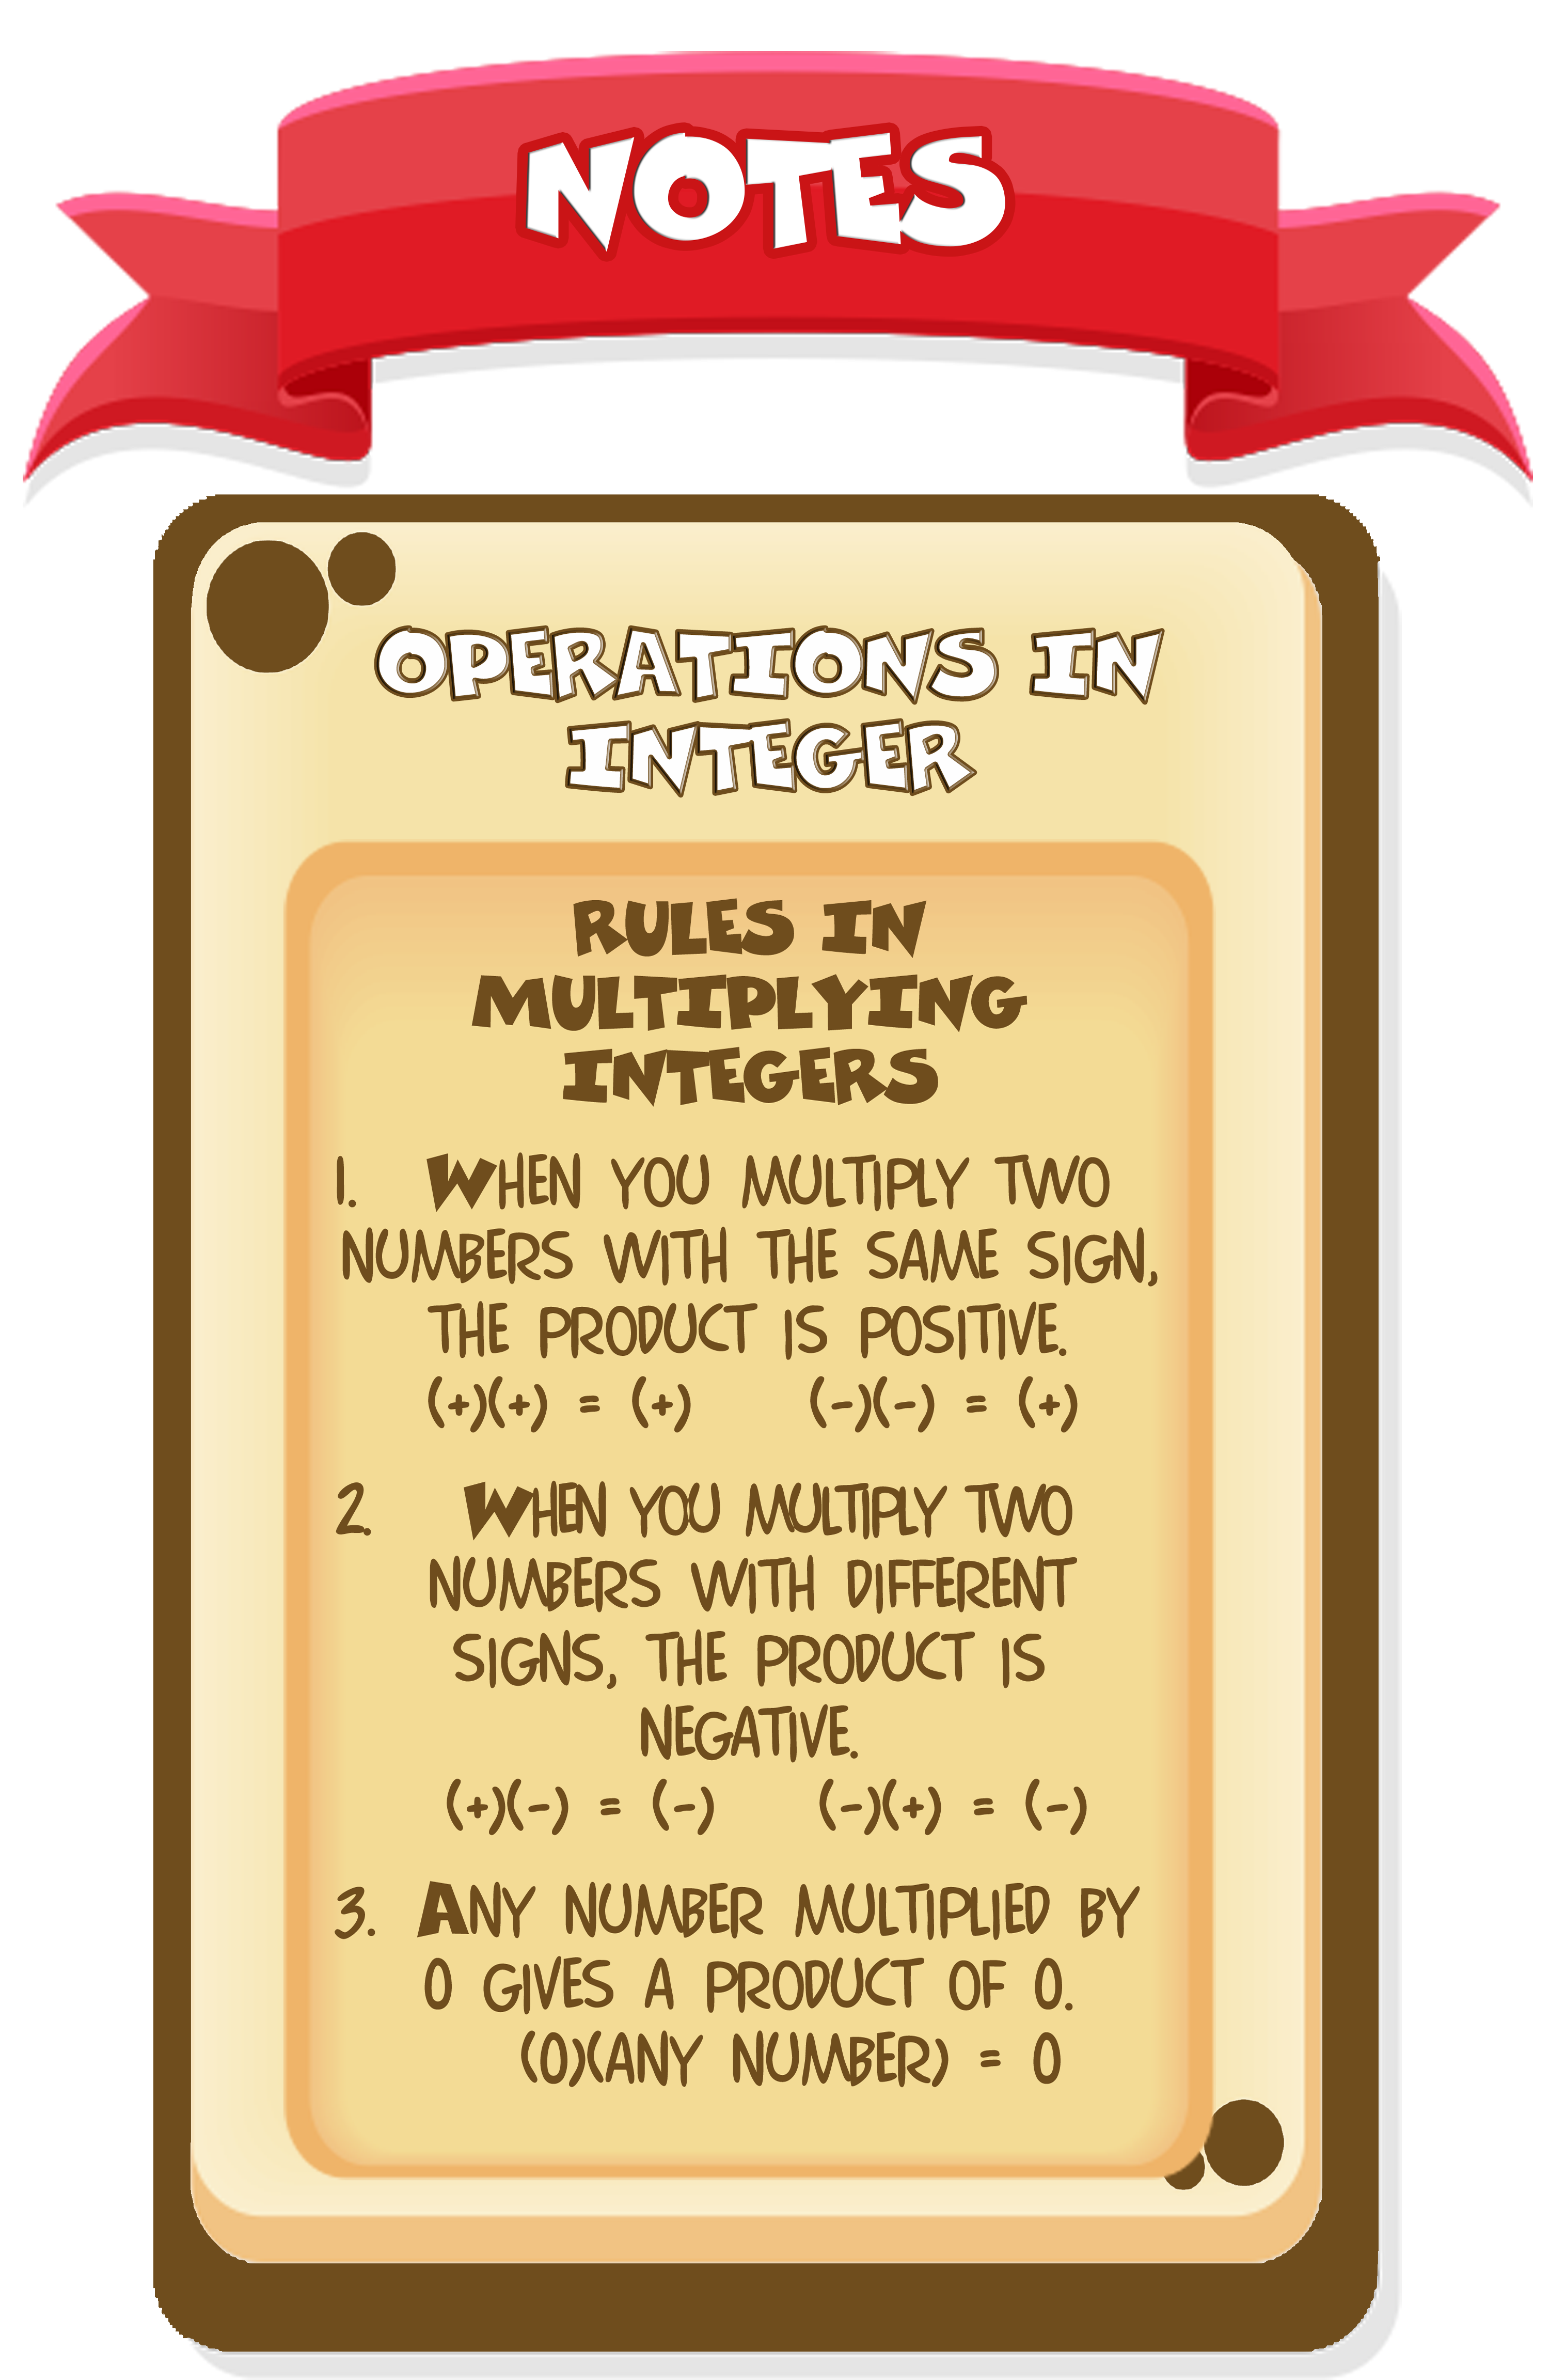 NOTES
OPERATIONS IN
INTEGER
RULES IN
MULTIPLYING
INTEGERS
1. WHEN YOU MULTIPLY TWO
NUMBERS WITH THE SAME SIGN,
THE PRODUCT IS POSITIVE.
(+)(+) = (+) (-)(-) = (+)
2. WHEN YOU MULTIPLY TWO
NUMBERS WITH DIFFERENT
SIGNS, THE PRODUCT IS
NEGATIVE.
(+)(-) = (-) (-)(+) = (-)
3. ANY NUMBER MULTIPLIED BY
0 GIVES A PRODUCT OF 0.
(0)(ANY NUMBER) = 0